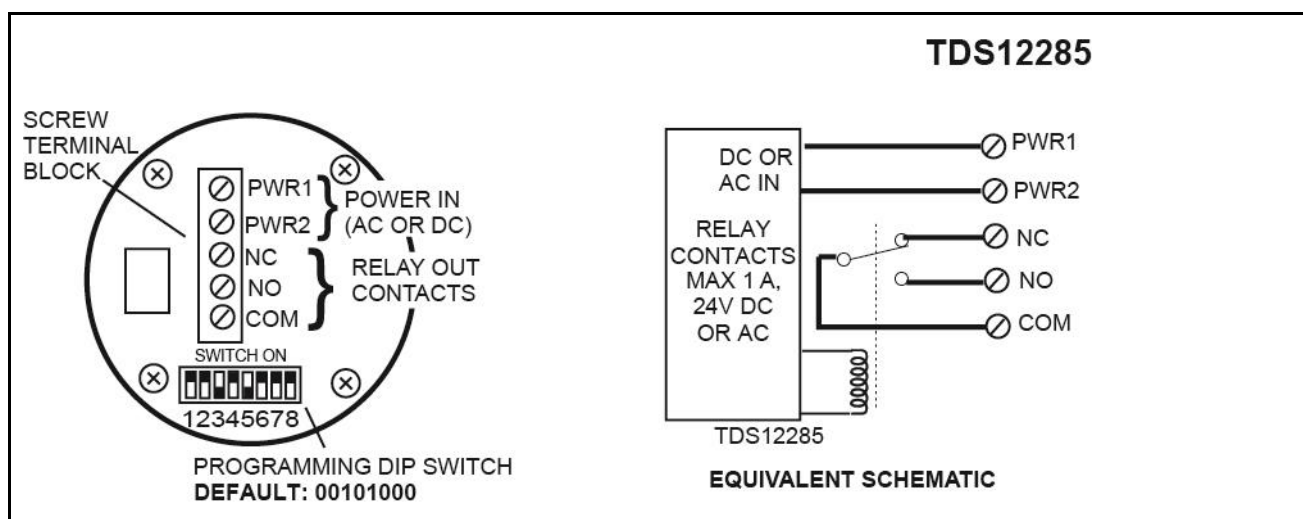 TDS12285
SCREW
TERMINAL
BLOCK
PWR1
PWR2
NC
NO
COM
POWER IN
(AC OR DC)
RELAY OUT
CONTACTS
SWITCH ON
12345678
PROGRAMMING DIP SWITCH
DEFAULT: 00101000
DC OR
AC IN
RELAY
CONTACTS
MAX 1 A,
24V DC
OR AC
PWR1
PWR2
NC
NO
COM
TDS12285
EQUIVALENT SCHEMATIC